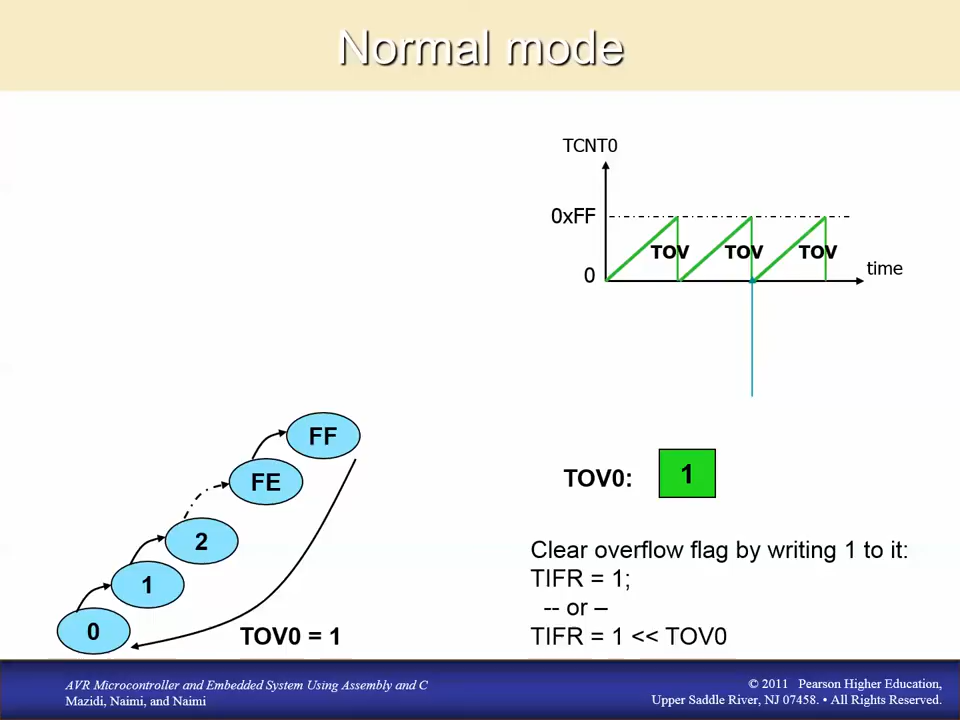 Normal mode
TCNT0
0xFF
TOV TOV TOV
0
time
FF
FE
2
1
0
TOV0 = 1
TOV0: 1
Clear overflow flag by writing 1 to it:
TIFR = 1;
-- or –
TIFR = 1 << TOV0
AVR Microcontroller and Embedded System Using Assembly and C
Mazidi, Naimi, and Naimi
© 2011 Pearson Higher Education,
Upper Saddle River, NJ 07458. • All Rights Reserved.